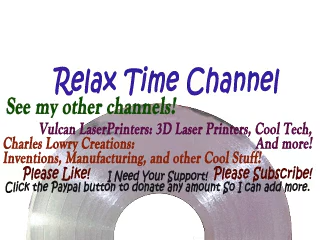 Relax Time Channel
See my other channels!
Vulcan LaserPrinters: 3D Laser Printers, Cool Tech,
Charles Lowry Creations: And more!
Inventions, Manufacturing, and other Cool Stuff!
Please Like! I Need Your Support! Please Subscribe!
Click the Paypal button to donate any amount So I can add more.